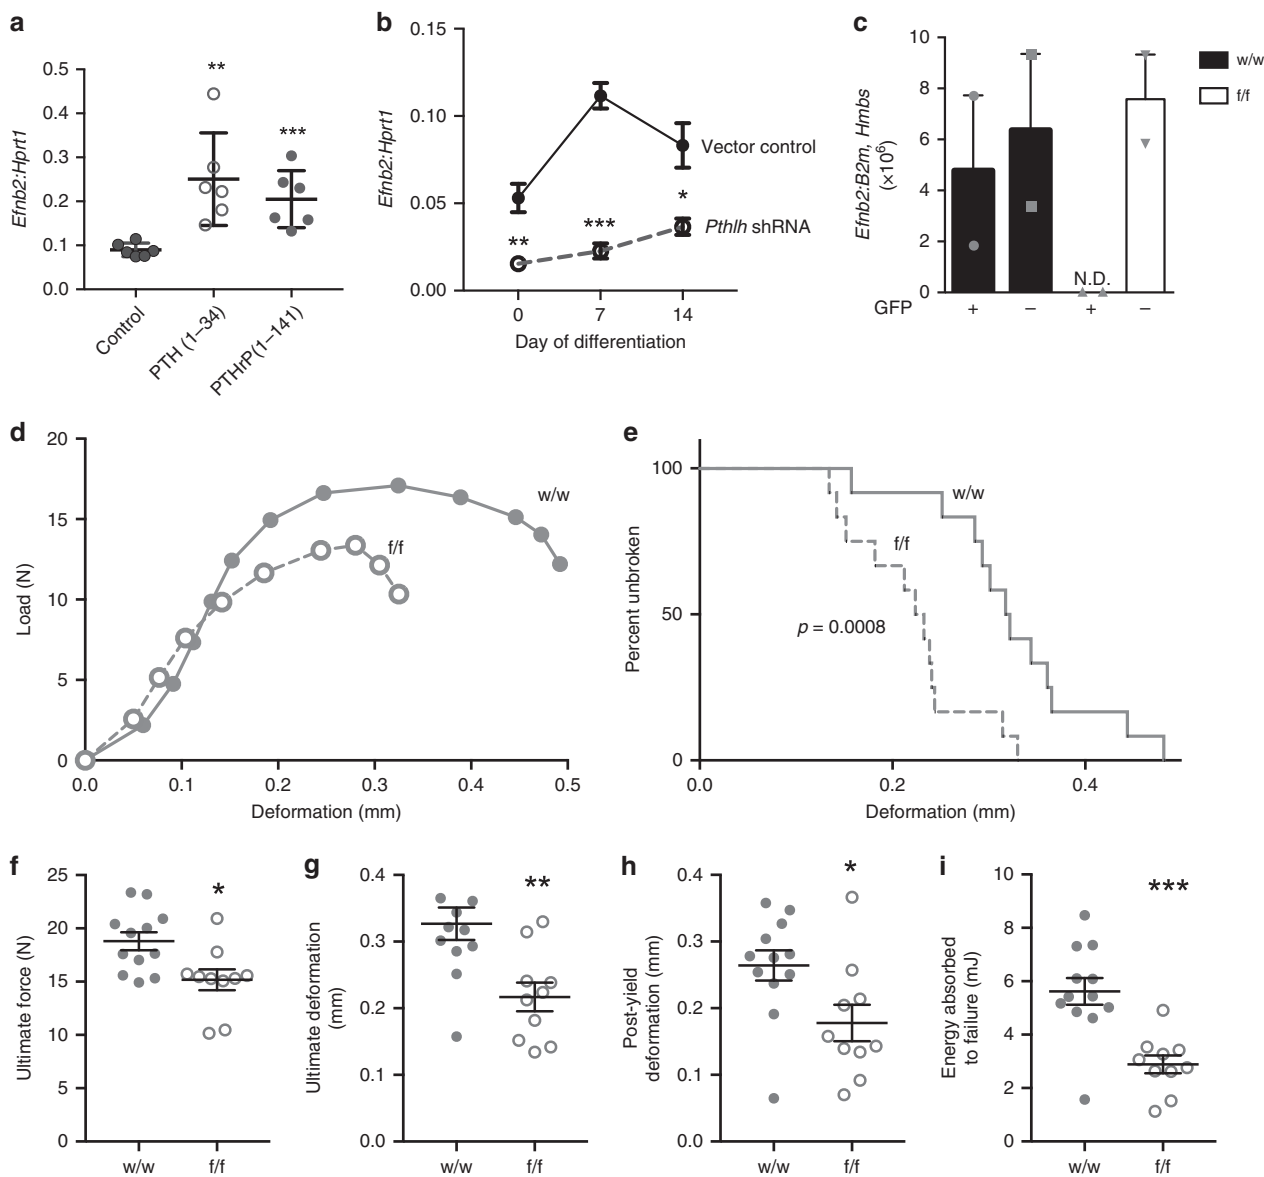 a
Efnb2:Hprt1
0.5
0.4
0.3
0.2
0.1
0.0
**
***
Control
PTH (1–34)
PTHrP(1–141)
b
Efnb2:Hprt1
0.15
0.10
0.05
0.00
Vector control
**
***
*
Pthlh shRNA
0 7 14
Day of differentiation
c
Efnb2:B2m, Hmbs
(×10⁶)
10
8
6
4
2
0
N.D.
GFP + – + –
w/w
f/f
d
Load (N)
20
15
10
5
0
w/w
f/f
0.0 0.1 0.2 0.3 0.4 0.5
Deformation (mm)
e
Percent unbroken
100
50
0
w/w
f/f
p = 0.0008
0.0 0.2 0.4
Deformation (mm)
f
Ultimate force (N)
25
20
15
10
5
0
*
w/w f/f
g
Ultimate deformation
(mm)
0.4
0.3
0.2
0.1
0.0
**
w/w f/f
h
Post-yield
deformation (mm)
0.4
0.3
0.2
0.1
0.0
*
w/w f/f
i
Energy absorbed
to failure (mJ)
10
8
6
4
2
0
***
w/w f/f